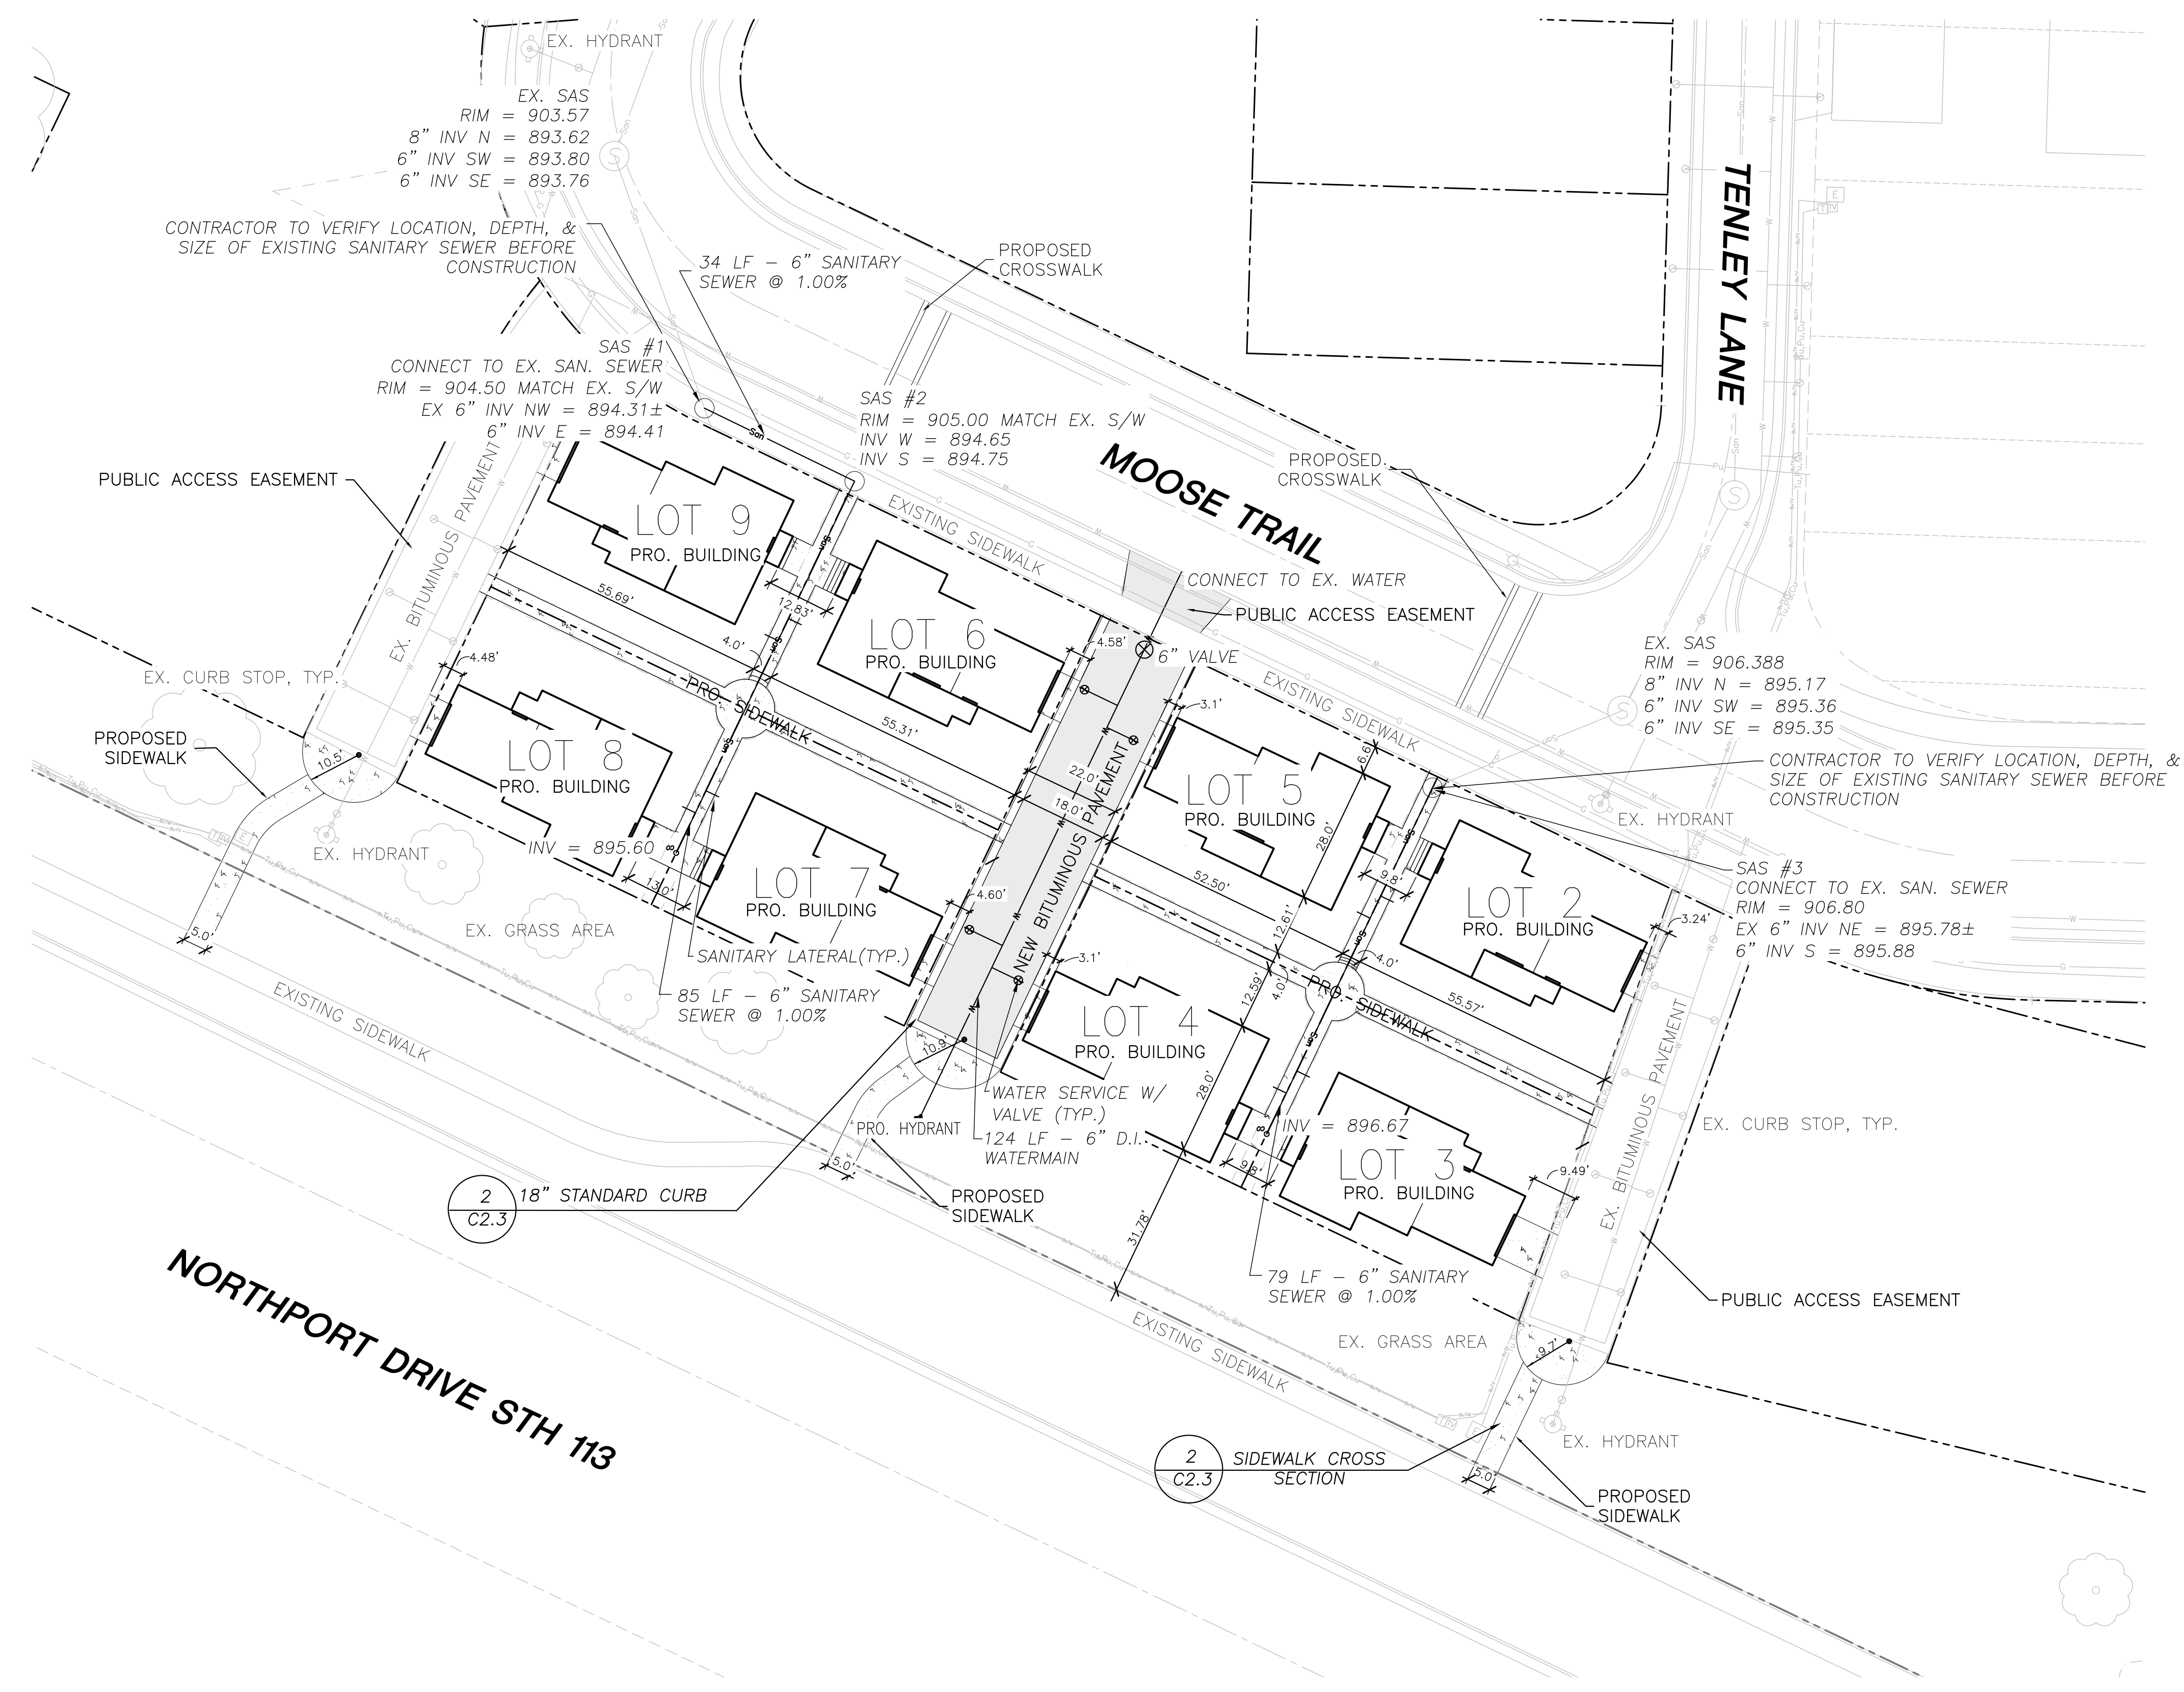 EX. HYDRANT
EX. SAS
RIM = 903.57
8" INV N = 893.62
6" INV SW = 893.80
6" INV SE = 893.76
CONTRACTOR TO VERIFY LOCATION, DEPTH, &
SIZE OF EXISTING SANITARY SEWER BEFORE
CONSTRUCTION
34 LF – 6" SANITARY
SEWER @ 1.00%
PROPOSED
CROSSWALK
TENLEY LANE
SAS #1
CONNECT TO EX. SAN. SEWER
RIM = 904.50 MATCH EX. S/W
EX 6" INV NW = 894.31±
6" INV E = 894.41
SAS #2
RIM = 905.00 MATCH EX. S/W
INV W = 894.65
INV S = 894.75
MOOSE TRAIL
PROPOSED
CROSSWALK
PUBLIC ACCESS EASEMENT
EX. BITUMINOUS PAVEMENT
LOT 9
PRO. BUILDING
EXISTING SIDEWALK
CONNECT TO EX. WATER
PUBLIC ACCESS EASEMENT
55.69'
12.83'
4.0'
LOT 6
PRO. BUILDING
4.58'
6" VALVE
EX. SAS
RIM = 906.388
8" INV N = 895.17
6" INV SW = 895.36
6" INV SE = 895.35
EX. CURB STOP, TYP.
4.48'
PRO. SIDEWALK
55.31'
3.1'
EXISTING SIDEWALK
PROPOSED
SIDEWALK
10.5'
LOT 8
PRO. BUILDING
22.0'
18.0'
NEW BITUMINOUS PAVEMENT
LOT 5
PRO. BUILDING
6.6'
28.0'
CONTRACTOR TO VERIFY LOCATION, DEPTH, &
SIZE OF EXISTING SANITARY SEWER BEFORE
CONSTRUCTION
EX. HYDRANT
EX. HYDRANT
INV = 895.60
13.0'
LOT 7
PRO. BUILDING
4.60'
52.50'
9.8'
12.61'
LOT 2
PRO. BUILDING
3.24'
SAS #3
CONNECT TO EX. SAN. SEWER
RIM = 906.80
EX 6" INV NE = 895.78±
6" INV S = 895.88
5.0'
EX. GRASS AREA
SANITARY LATERAL(TYP.)
3.1'
4.0'
12.59'
4.0'
PRO. SIDEWALK
55.57'
85 LF – 6" SANITARY
SEWER @ 1.00%
EXISTING SIDEWALK
10.9'
LOT 4
PRO. BUILDING
28.0'
WATER SERVICE W/
VALVE (TYP.)
PRO. HYDRANT
124 LF – 6" D.I.
WATERMAIN
INV = 896.67
EX. BITUMINOUS PAVEMENT
EX. CURB STOP, TYP.
5.0'
9.8'
LOT 3
PRO. BUILDING
9.49'
2
C2.3
18" STANDARD CURB
PROPOSED
SIDEWALK
31.78'
79 LF – 6" SANITARY
SEWER @ 1.00%
PUBLIC ACCESS EASEMENT
NORTHPORT DRIVE STH 113
EXISTING SIDEWALK
EX. GRASS AREA
9.7'
EX. HYDRANT
2
C2.3
SIDEWALK CROSS
SECTION
5.0'
PROPOSED
SIDEWALK